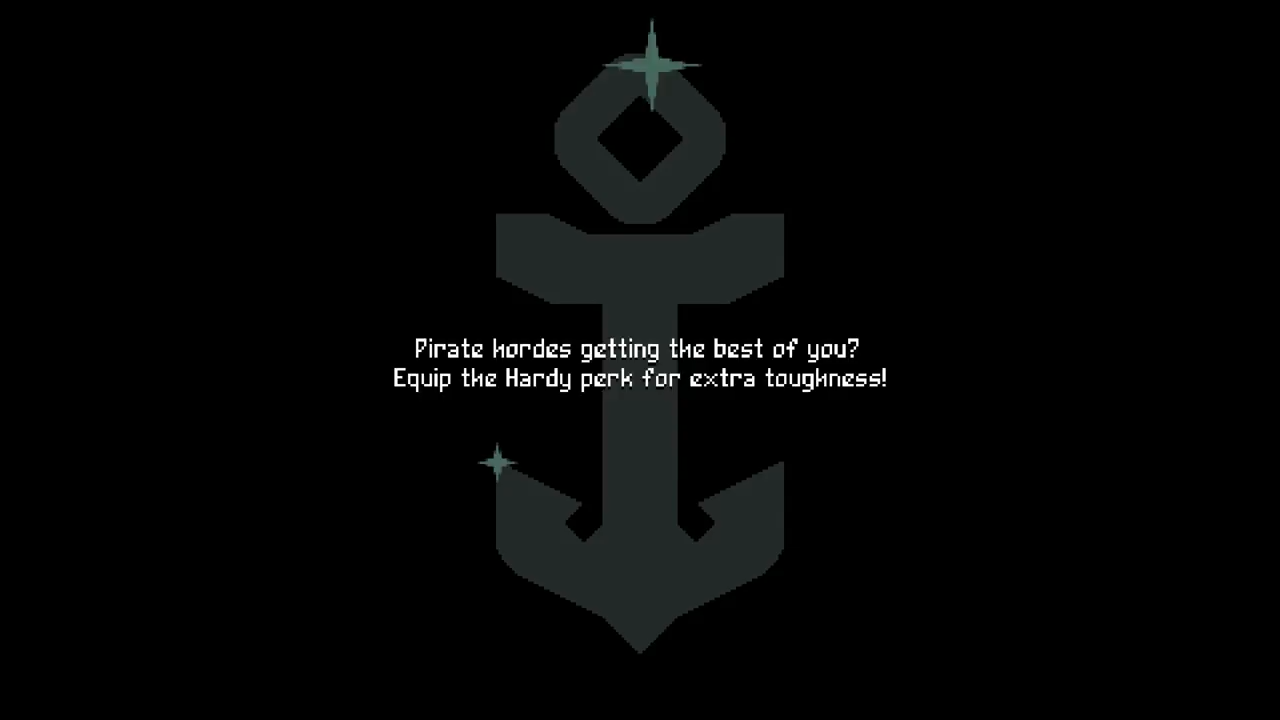 Pirate hordes getting the best of you?
Equip the Hardy perk for extra toughness!